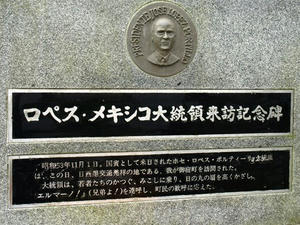 PRESIDENTE JOSE LOPEZ PORTILLO
ロペス・メキシコ大統領来訪記念碑
昭和53年11月1日、国賓として来日されたホセ・ロペス・ポルティーリョ大統領
は、この日、日西墨交通発祥の地である、我が御宿町を訪問された。
大統領は、若者たちのかつぐ、みこしに乗り、日の丸の扇を高くかざし、
“エルマーノ！”（兄弟よ！）を連呼し、町民の歓呼に応えた。